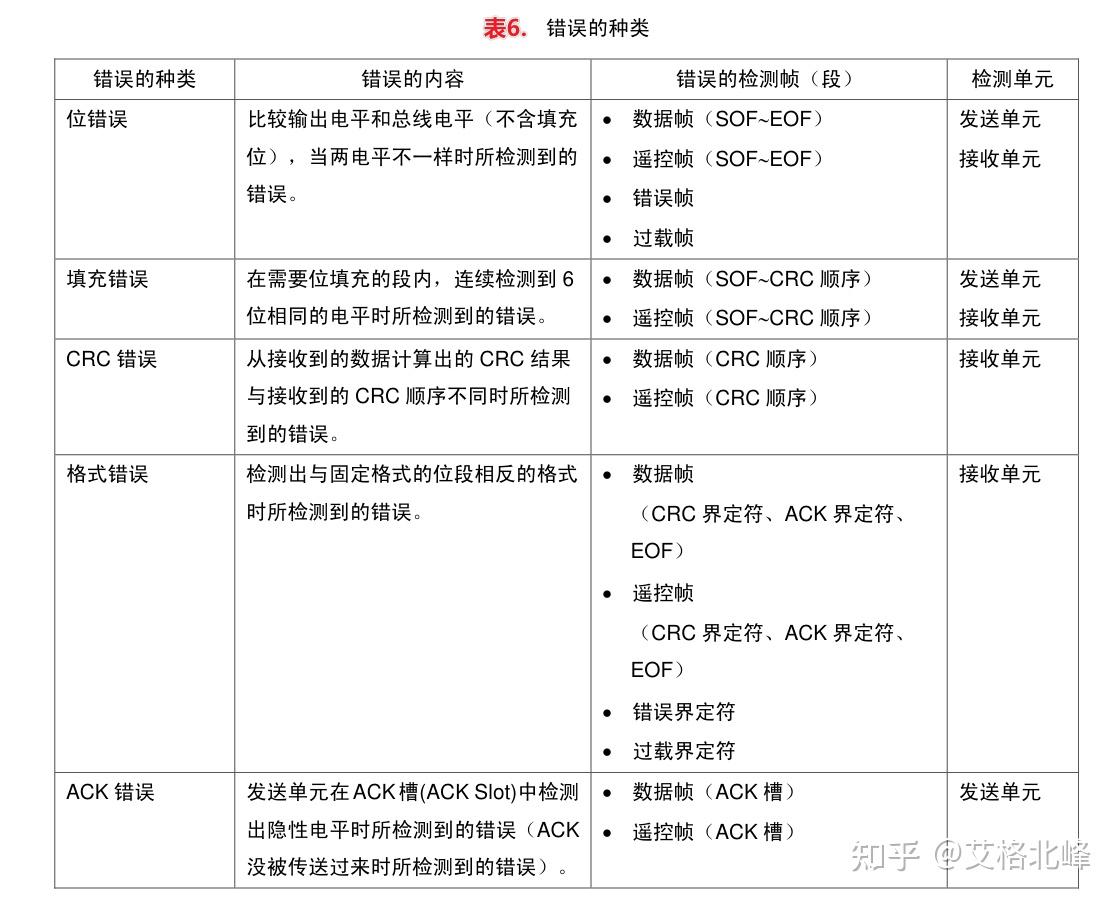 表6. 错误的种类
错误的种类 错误的内容 错误的检测帧（段） 检测单元
位错误
比较输出电平和总线电平（不含填充
位），当两电平不一样时所检测到的
错误。
• 数据帧（SOF~EOF）
• 遥控帧（SOF~EOF）
• 错误帧
• 过载帧
发送单元
接收单元
填充错误
在需要位填充的段内，连续检测到 6
位相同的电平时所检测到的错误。
• 数据帧（SOF~CRC 顺序）
• 遥控帧（SOF~CRC 顺序）
发送单元
接收单元
CRC 错误
从接收到的数据计算出的 CRC 结果
与接收到的 CRC 顺序不同时所检测
到的错误。
• 数据帧（CRC 顺序）
• 遥控帧（CRC 顺序）
接收单元
格式错误
检测出与固定格式的位段相反的格式
时所检测到的错误。
• 数据帧
（CRC 界定符、ACK 界定符、
EOF）
• 遥控帧
（CRC 界定符、ACK 界定符、
EOF）
• 错误界定符
• 过载界定符
接收单元
ACK 错误
发送单元在 ACK 槽(ACK Slot)中检测
出隐性电平时所检测到的错误（ACK
没被传送过来时所检测到的错误）。
• 数据帧（ACK 槽）
• 遥控帧（ACK 槽）
发送单元
知乎 @艾格北峰